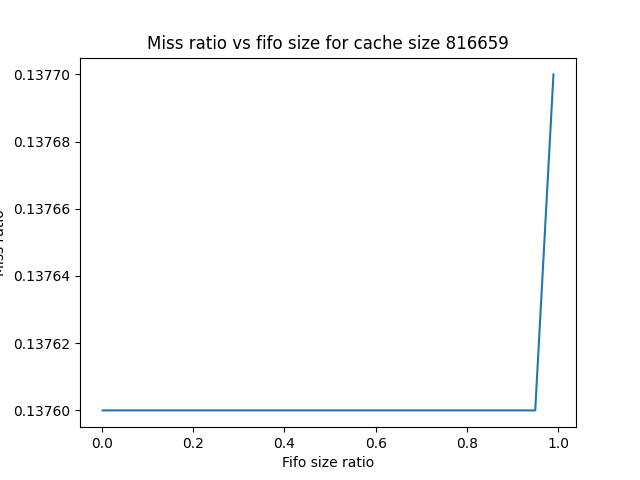 Miss ratio vs fifo size for cache size 816659
0.13770
0.13768
0.13766
0.13764
0.13762
0.13760
Miss ratio
0.0 0.2 0.4 0.6 0.8 1.0
Fifo size ratio